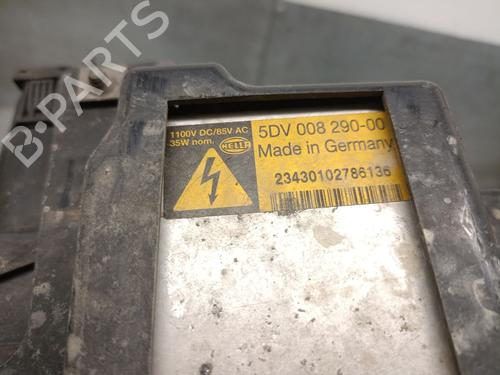 B-PARTS
1100V DC/85V AC
35W nom.
HELLA
5DV 008 290-00
Made in Germany
23430102786136